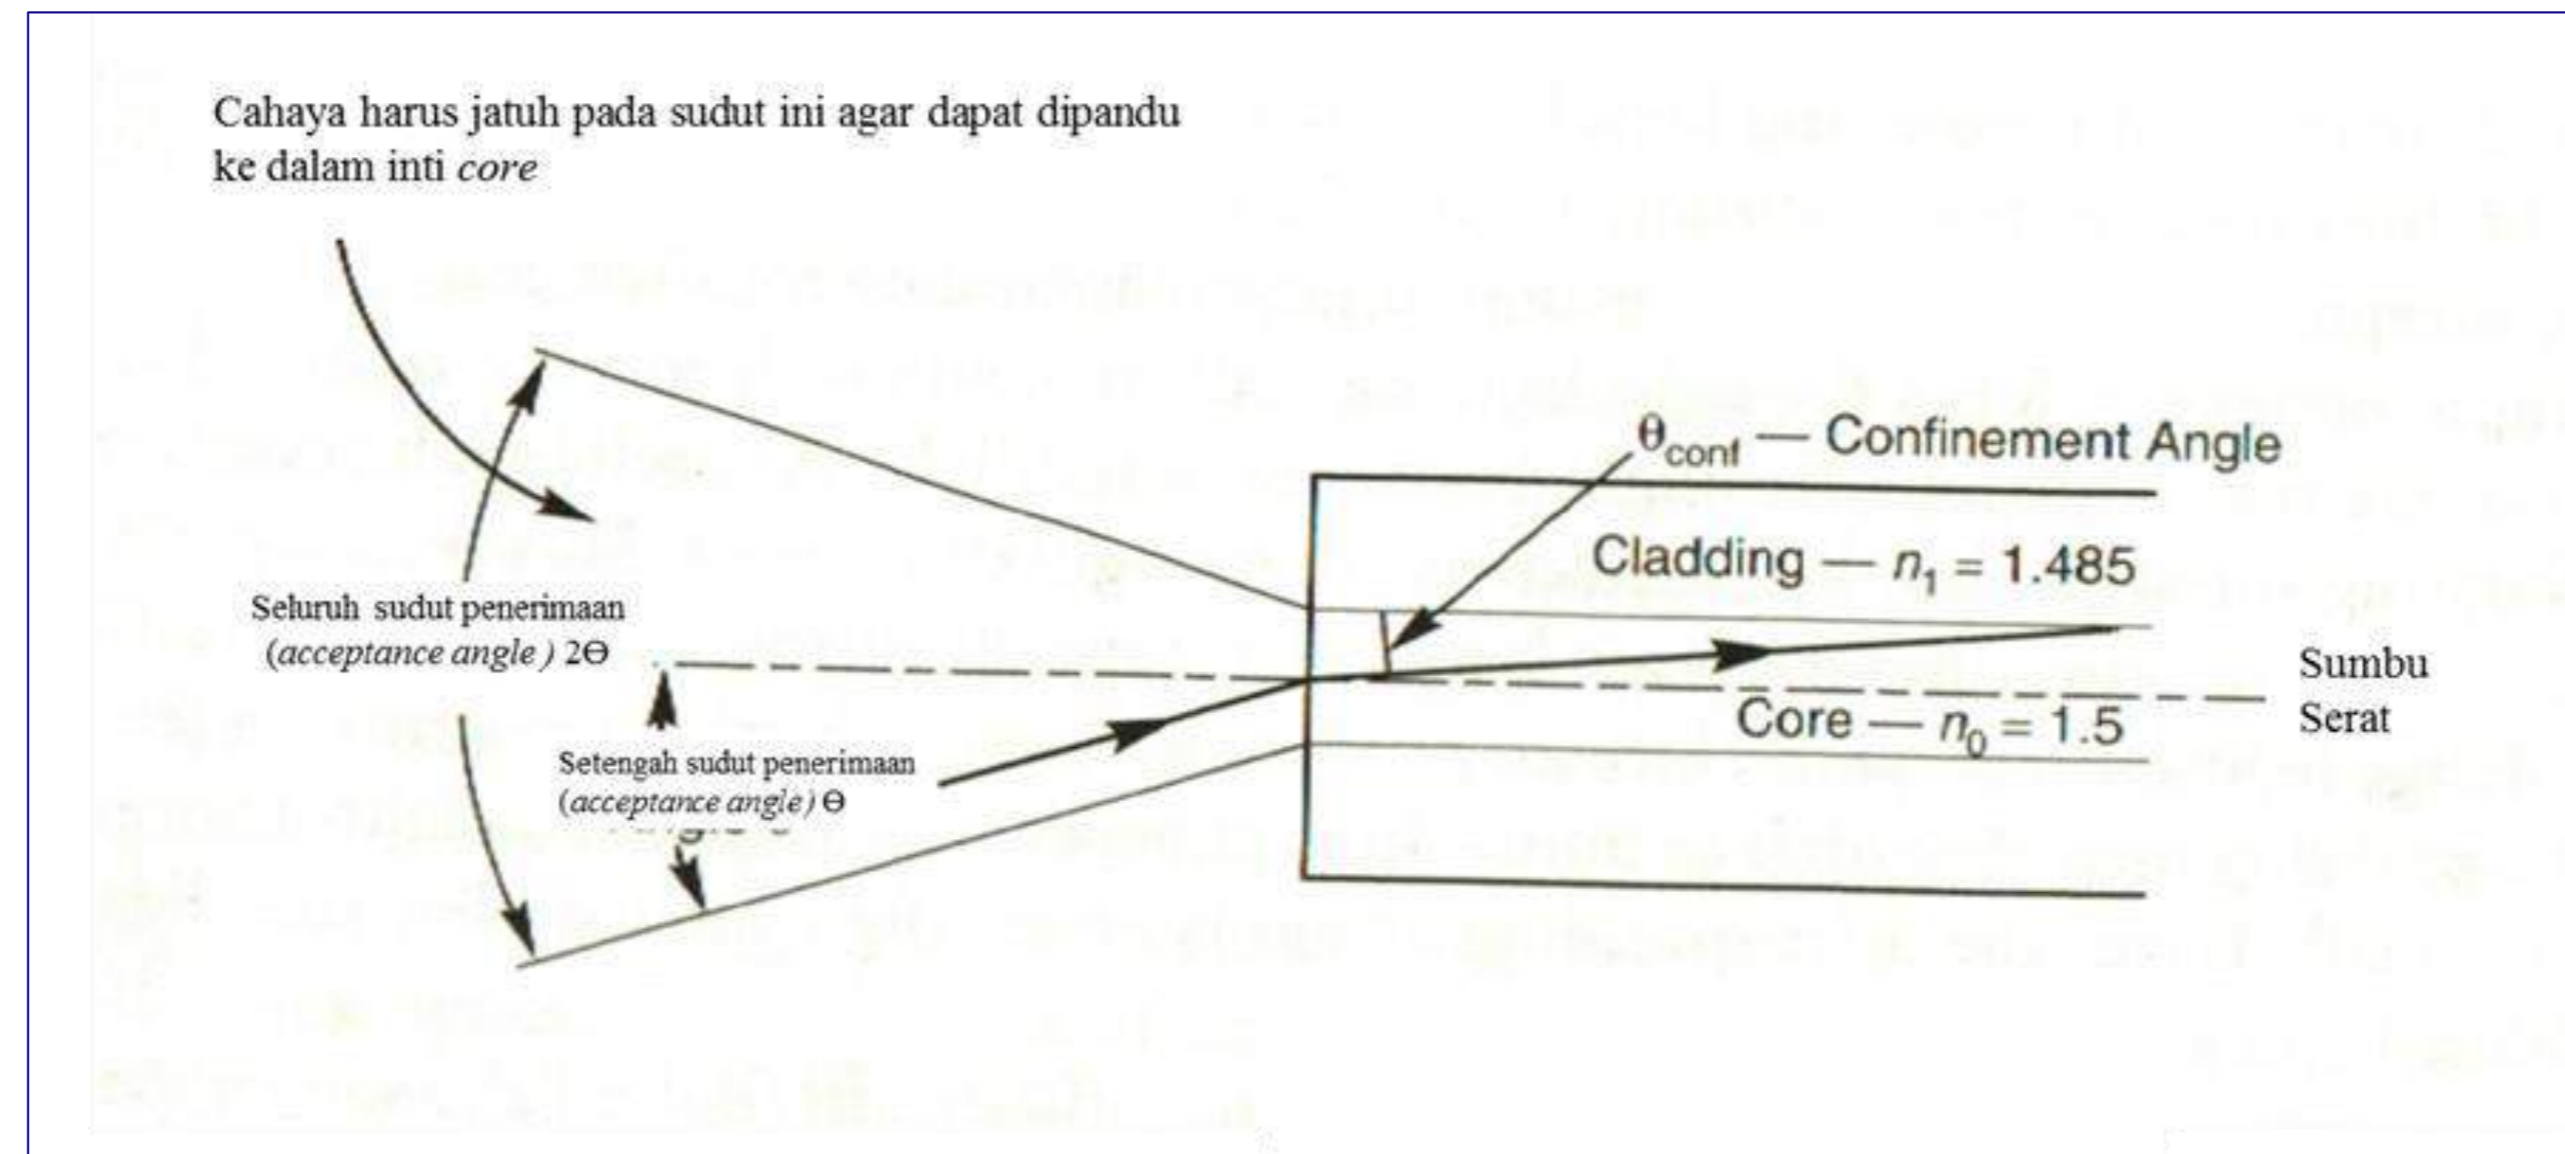 Cahaya harus jatuh pada sudut ini agar dapat dipandu
ke dalam inti core
θconf — Confinement Angle
Cladding — n1 = 1.485
Seluruh sudut penerimaan
(acceptance angle ) 2Θ
Sumbu
Serat
Core — n0 = 1.5
Setengah sudut penerimaan
(acceptance angle) Θ